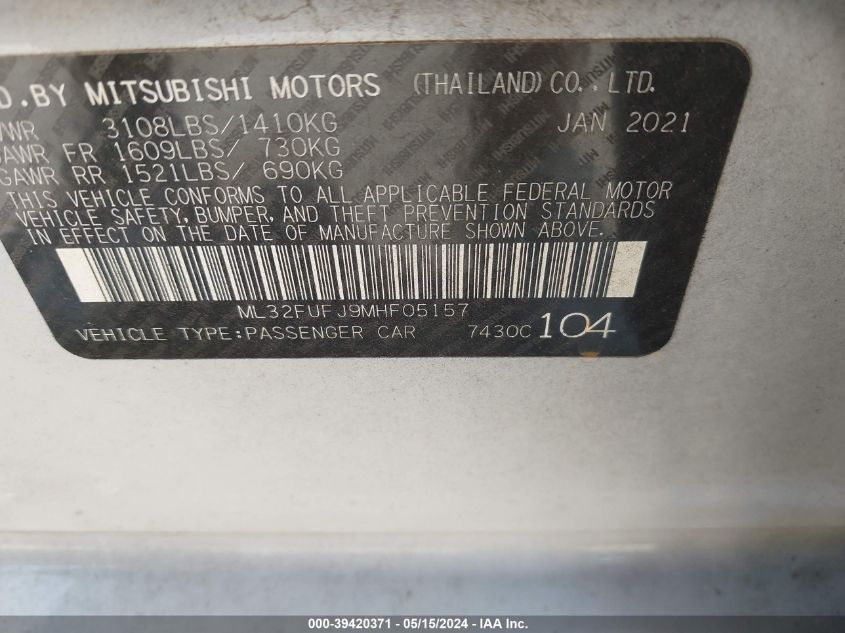 D.BY MITSUBISHI MOTORS (THAILAND) CO., LTD.
VWR 3108LBS/1410KG JAN 2021
GAWR FR 1609LBS/ 730KG
GAWR RR 1521LBS/ 690KG
THIS VEHICLE CONFORMS TO ALL APPLICABLE FEDERAL MOTOR
VEHICLE SAFETY, BUMPER, AND THEFT PREVENTION STANDARDS
IN EFFECT ON THE DATE OF MANUFACTURE SHOWN ABOVE.
ML32FUFJ9MHF05157
VEHICLE TYPE:PASSENGER CAR 7430C 104
000-39420371 - 05/15/2024 - IAA Inc.